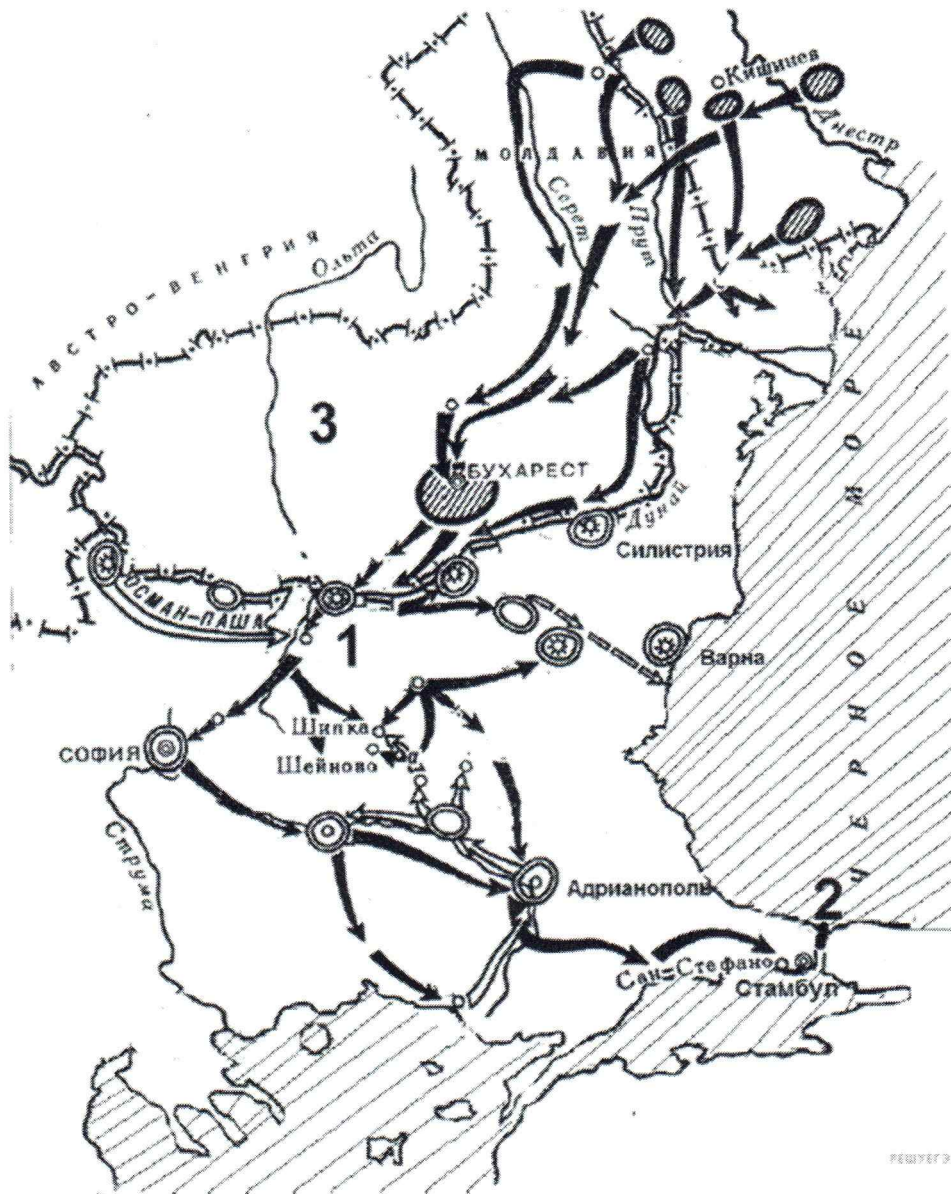 Кишинев
Днестр
МОЛДАВИЯ
Серет
Прут
АВСТРО-ВЕНГРИЯ
Ольта
3
БУХАРЕСТ
Дунай
Силистрия
ОСМАН-ПАША
1
Варна
ЧЕРНОЕ МОРЕ
Шипка
Шейново
СОФИЯ
Струма
Адрианополь
2
Сан-Стефано
Стамбул
РЕШУЕГЭ